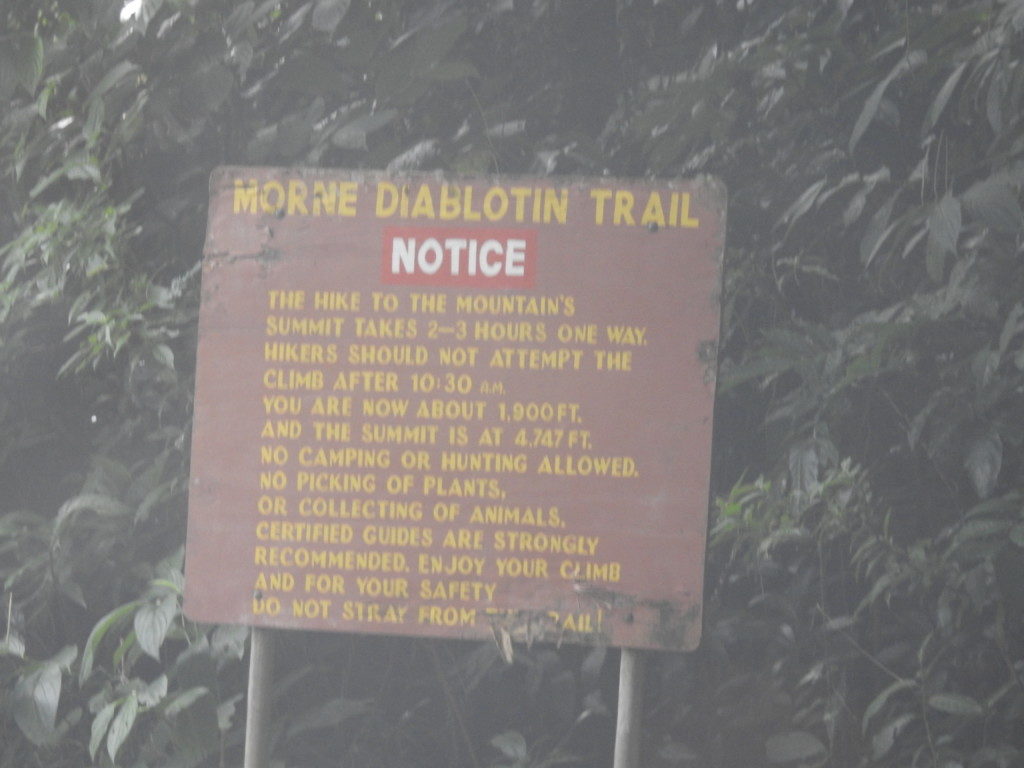 MORNE DIABLOTIN TRAIL
NOTICE
THE HIKE TO THE MOUNTAIN'S
SUMMIT TAKES 2-3 HOURS ONE WAY.
HIKERS SHOULD NOT ATTEMPT THE
CLIMB AFTER 10:30 A.M.
YOU ARE NOW ABOUT 1,900FT.
AND THE SUMMIT IS AT 4,747 FT.
NO CAMPING OR HUNTING ALLOWED.
NO PICKING OF PLANTS,
OR COLLECTING OF ANIMALS.
CERTIFIED GUIDES ARE STRONGLY
RECOMMENDED. ENJOY YOUR CLIMB
AND FOR YOUR SAFETY
DO NOT STRAY FROM THE TRAIL!